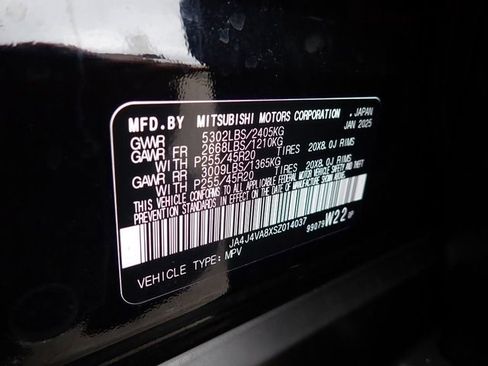 MFD.BY MITSUBISHI MOTORS CORPORATION . JAPAN
JAN 2025
GVWR 5302LBS/2405KG
GAWR FR 2668LBS/1210KG
WITH P255/45R20 TIRES 20X8.0J RIMS
GAWR RR 3009LBS/1365KG
WITH P255/45R20 TIRES 20X8.0J RIMS
THIS VEHICLE CONFORMS TO ALL APPLICABLE FEDERAL MOTOR VEHICLE SAFETY AND THEFT
PREVENTION STANDARDS IN EFFECT ON THE DATE OF MANUFACTURE SHOWN ABOVE.
JA4J4VA8XSZ014037
99079 W22 GP
VEHICLE TYPE: MPV